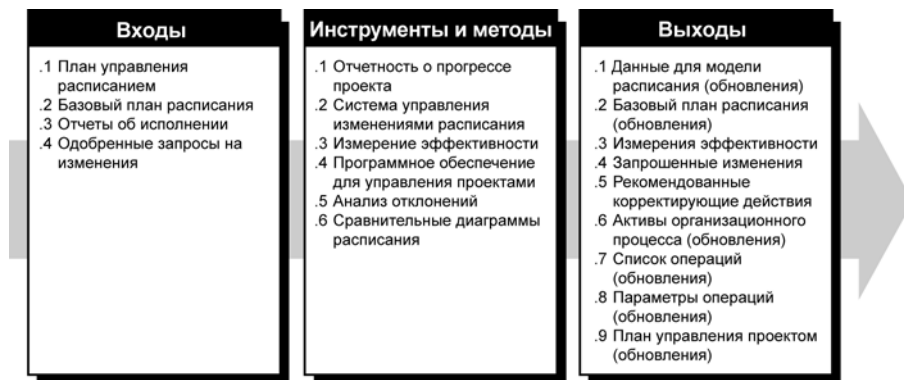 Входы
.1 План управления
расписанием
.2 Базовый план расписания
.3 Отчеты об исполнении
.4 Одобренные запросы на
изменения
Инструменты и методы
.1 Отчетность о прогрессе
проекта
.2 Система управления
изменениями расписания
.3 Измерение эффективности
.4 Программное обеспечение
для управления проектами
.5 Анализ отклонений
.6 Сравнительные диаграммы
расписания
Выходы
.1 Данные для модели
расписания (обновления)
.2 Базовый план расписания
(обновления)
.3 Измерения эффективности
.4 Запрошенные изменения
.5 Рекомендованные
корректирующие действия
.6 Активы организационного
процесса (обновления)
.7 Список операций
(обновления)
.8 Параметры операций
(обновления)
.9 План управления проектом
(обновления)